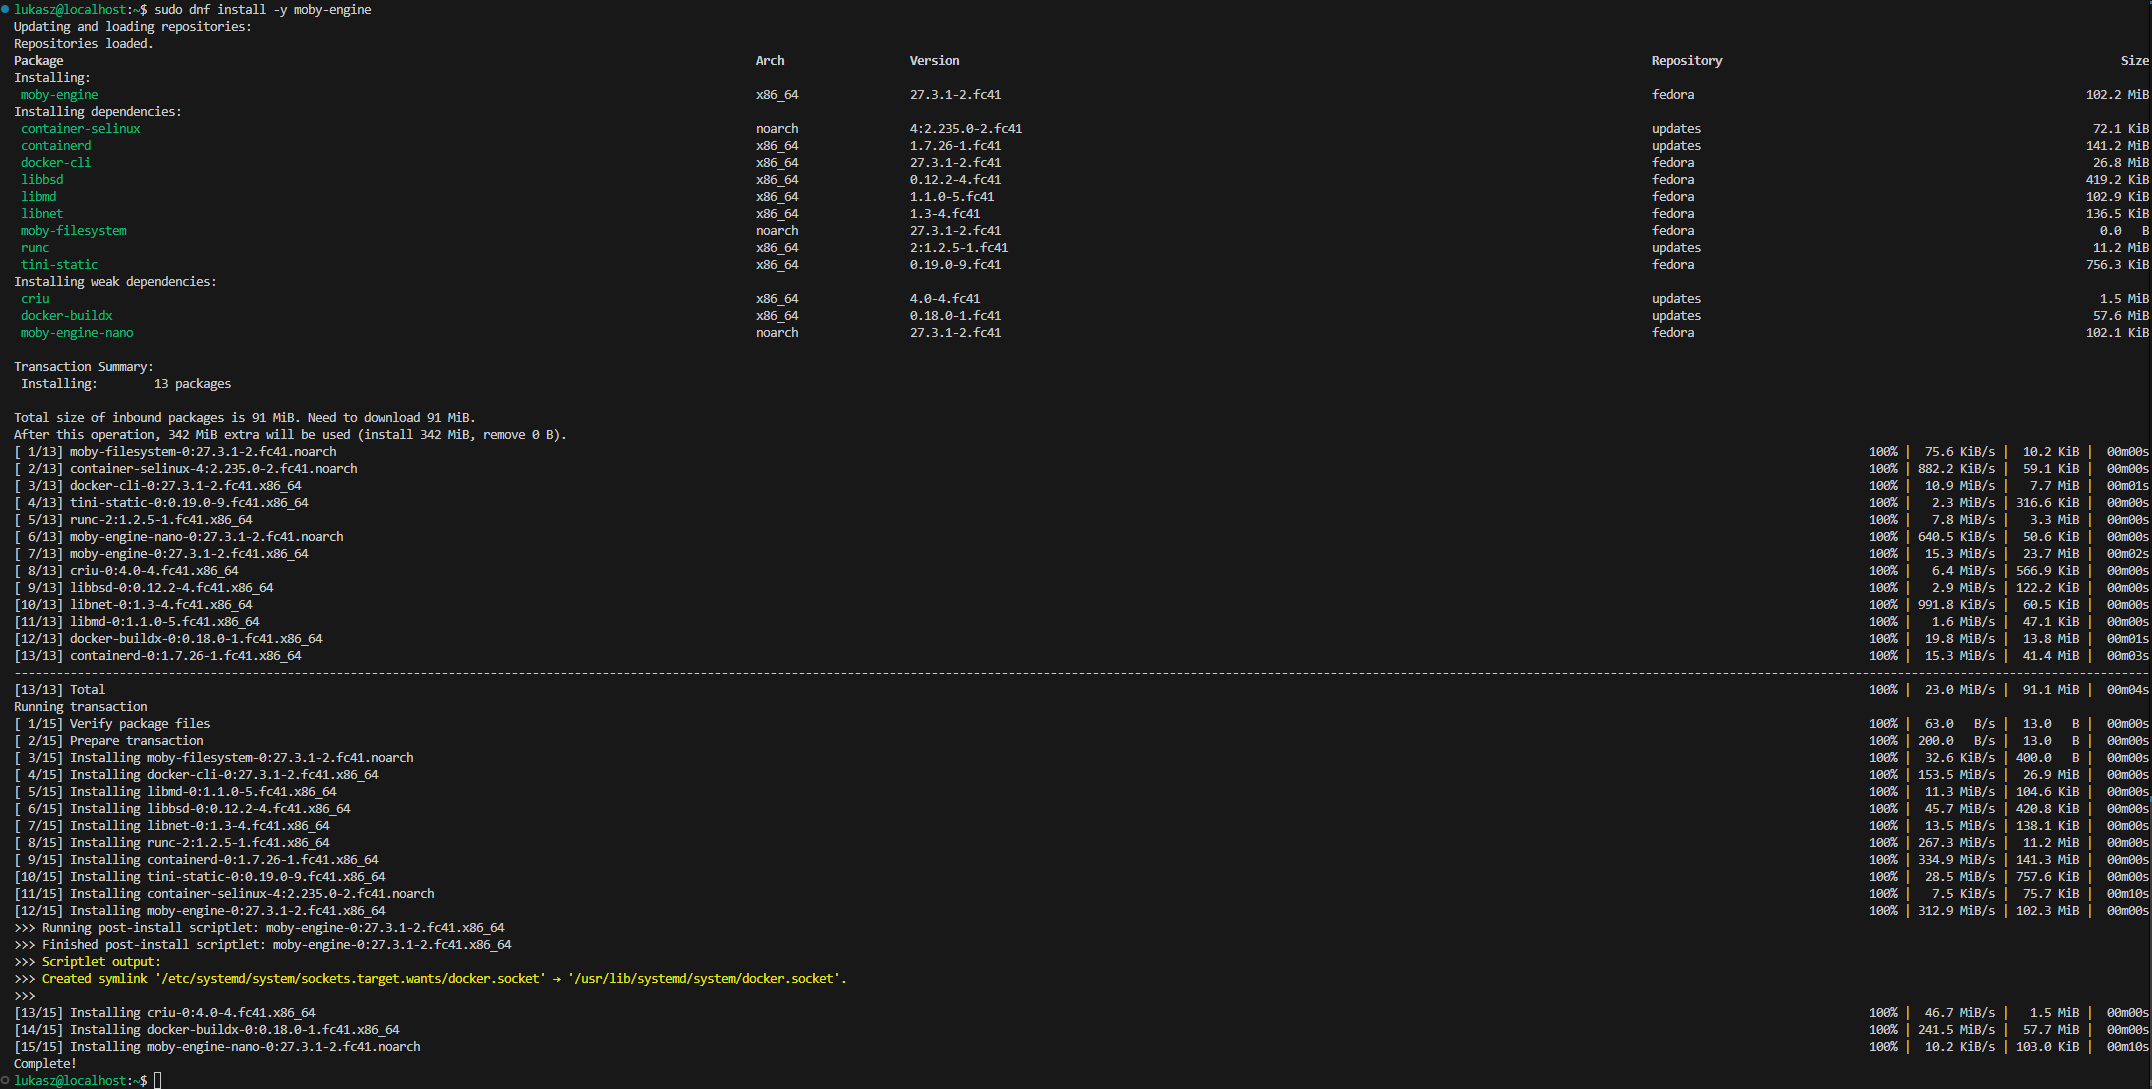 lukasz@localhost:~$ sudo dnf install -y moby-engine
Updating and loading repositories:
Repositories loaded.
Package Arch Version Repository Size
Installing:
moby-engine x86_64 27.3.1-2.fc41 fedora 102.2 MiB
Installing dependencies:
container-selinux noarch 4:2.235.0-2.fc41 updates 72.1 KiB
containerd x86_64 1.7.26-1.fc41 updates 141.2 MiB
docker-cli x86_64 27.3.1-2.fc41 fedora 26.8 MiB
libbsd x86_64 0.12.2-4.fc41 fedora 419.2 KiB
libmd x86_64 1.1.0-5.fc41 fedora 102.9 KiB
libnet x86_64 1.3-4.fc41 fedora 136.5 KiB
moby-filesystem noarch 27.3.1-2.fc41 fedora 0.0 B
runc x86_64 2:1.2.5-1.fc41 updates 11.2 MiB
tini-static x86_64 0.19.0-9.fc41 fedora 756.3 KiB
Installing weak dependencies:
criu x86_64 4.0-4.fc41 updates 1.5 MiB
docker-buildx x86_64 0.18.0-1.fc41 updates 57.6 MiB
moby-engine-nano noarch 27.3.1-2.fc41 fedora 102.1 KiB
Transaction Summary:
Installing: 13 packages
Total size of inbound packages is 91 MiB. Need to download 91 MiB.
After this operation, 342 MiB extra will be used (install 342 MiB, remove 0 B).
[ 1/13] moby-filesystem-0:27.3.1-2.fc41.noarch 100% | 75.6 KiB/s | 10.2 KiB | 00m00s
[ 2/13] container-selinux-4:2.235.0-2.fc41.noarch 100% | 882.2 KiB/s | 59.1 KiB | 00m00s
[ 3/13] docker-cli-0:27.3.1-2.fc41.x86_64 100% | 10.9 MiB/s | 7.7 MiB | 00m01s
[ 4/13] tini-static-0:0.19.0-9.fc41.x86_64 100% | 2.3 MiB/s | 316.6 KiB | 00m00s
[ 5/13] runc-2:1.2.5-1.fc41.x86_64 100% | 7.8 MiB/s | 3.3 MiB | 00m00s
[ 6/13] moby-engine-nano-0:27.3.1-2.fc41.noarch 100% | 640.5 KiB/s | 50.6 KiB | 00m00s
[ 7/13] moby-engine-0:27.3.1-2.fc41.x86_64 100% | 15.3 MiB/s | 23.7 MiB | 00m02s
[ 8/13] criu-0:4.0-4.fc41.x86_64 100% | 6.4 MiB/s | 566.9 KiB | 00m00s
[ 9/13] libbsd-0:0.12.2-4.fc41.x86_64 100% | 2.9 MiB/s | 122.2 KiB | 00m00s
[10/13] libnet-0:1.3-4.fc41.x86_64 100% | 991.8 KiB/s | 60.5 KiB | 00m00s
[11/13] libmd-0:1.1.0-5.fc41.x86_64 100% | 1.6 MiB/s | 47.1 KiB | 00m00s
[12/13] docker-buildx-0:0.18.0-1.fc41.x86_64 100% | 19.8 MiB/s | 13.8 MiB | 00m01s
[13/13] containerd-0:1.7.26-1.fc41.x86_64 100% | 15.3 MiB/s | 41.4 MiB | 00m03s
[13/13] Total 100% | 23.0 MiB/s | 91.1 MiB | 00m04s
Running transaction
[ 1/15] Verify package files 100% | 63.0 B/s | 13.0 B | 00m00s
[ 2/15] Prepare transaction 100% | 200.0 B/s | 13.0 B | 00m00s
[ 3/15] Installing moby-filesystem-0:27.3.1-2.fc41.noarch 100% | 32.6 KiB/s | 400.0 B | 00m00s
[ 4/15] Installing docker-cli-0:27.3.1-2.fc41.x86_64 100% | 153.5 MiB/s | 26.9 MiB | 00m00s
[ 5/15] Installing libmd-0:1.1.0-5.fc41.x86_64 100% | 11.3 MiB/s | 104.6 KiB | 00m00s
[ 6/15] Installing libbsd-0:0.12.2-4.fc41.x86_64 100% | 45.7 MiB/s | 420.8 KiB | 00m00s
[ 7/15] Installing libnet-0:1.3-4.fc41.x86_64 100% | 13.5 MiB/s | 138.1 KiB | 00m00s
[ 8/15] Installing runc-2:1.2.5-1.fc41.x86_64 100% | 267.3 MiB/s | 11.2 MiB | 00m00s
[ 9/15] Installing containerd-0:1.7.26-1.fc41.x86_64 100% | 334.9 MiB/s | 141.3 MiB | 00m00s
[10/15] Installing tini-static-0:0.19.0-9.fc41.x86_64 100% | 28.5 MiB/s | 757.6 KiB | 00m00s
[11/15] Installing container-selinux-4:2.235.0-2.fc41.noarch 100% | 7.5 KiB/s | 75.7 KiB | 00m10s
[12/15] Installing moby-engine-0:27.3.1-2.fc41.x86_64 100% | 312.9 MiB/s | 102.3 MiB | 00m00s
>>> Running post-install scriptlet: moby-engine-0:27.3.1-2.fc41.x86_64
>>> Finished post-install scriptlet: moby-engine-0:27.3.1-2.fc41.x86_64
>>> Scriptlet output:
>>> Created symlink '/etc/systemd/system/sockets.target.wants/docker.socket' → '/usr/lib/systemd/system/docker.socket'.
>>>
[13/15] Installing criu-0:4.0-4.fc41.x86_64 100% | 46.7 MiB/s | 1.5 MiB | 00m00s
[14/15] Installing docker-buildx-0:0.18.0-1.fc41.x86_64 100% | 241.5 MiB/s | 57.7 MiB | 00m00s
[15/15] Installing moby-engine-nano-0:27.3.1-2.fc41.noarch 100% | 10.2 KiB/s | 103.0 KiB | 00m10s
Complete!
lukasz@localhost:~$